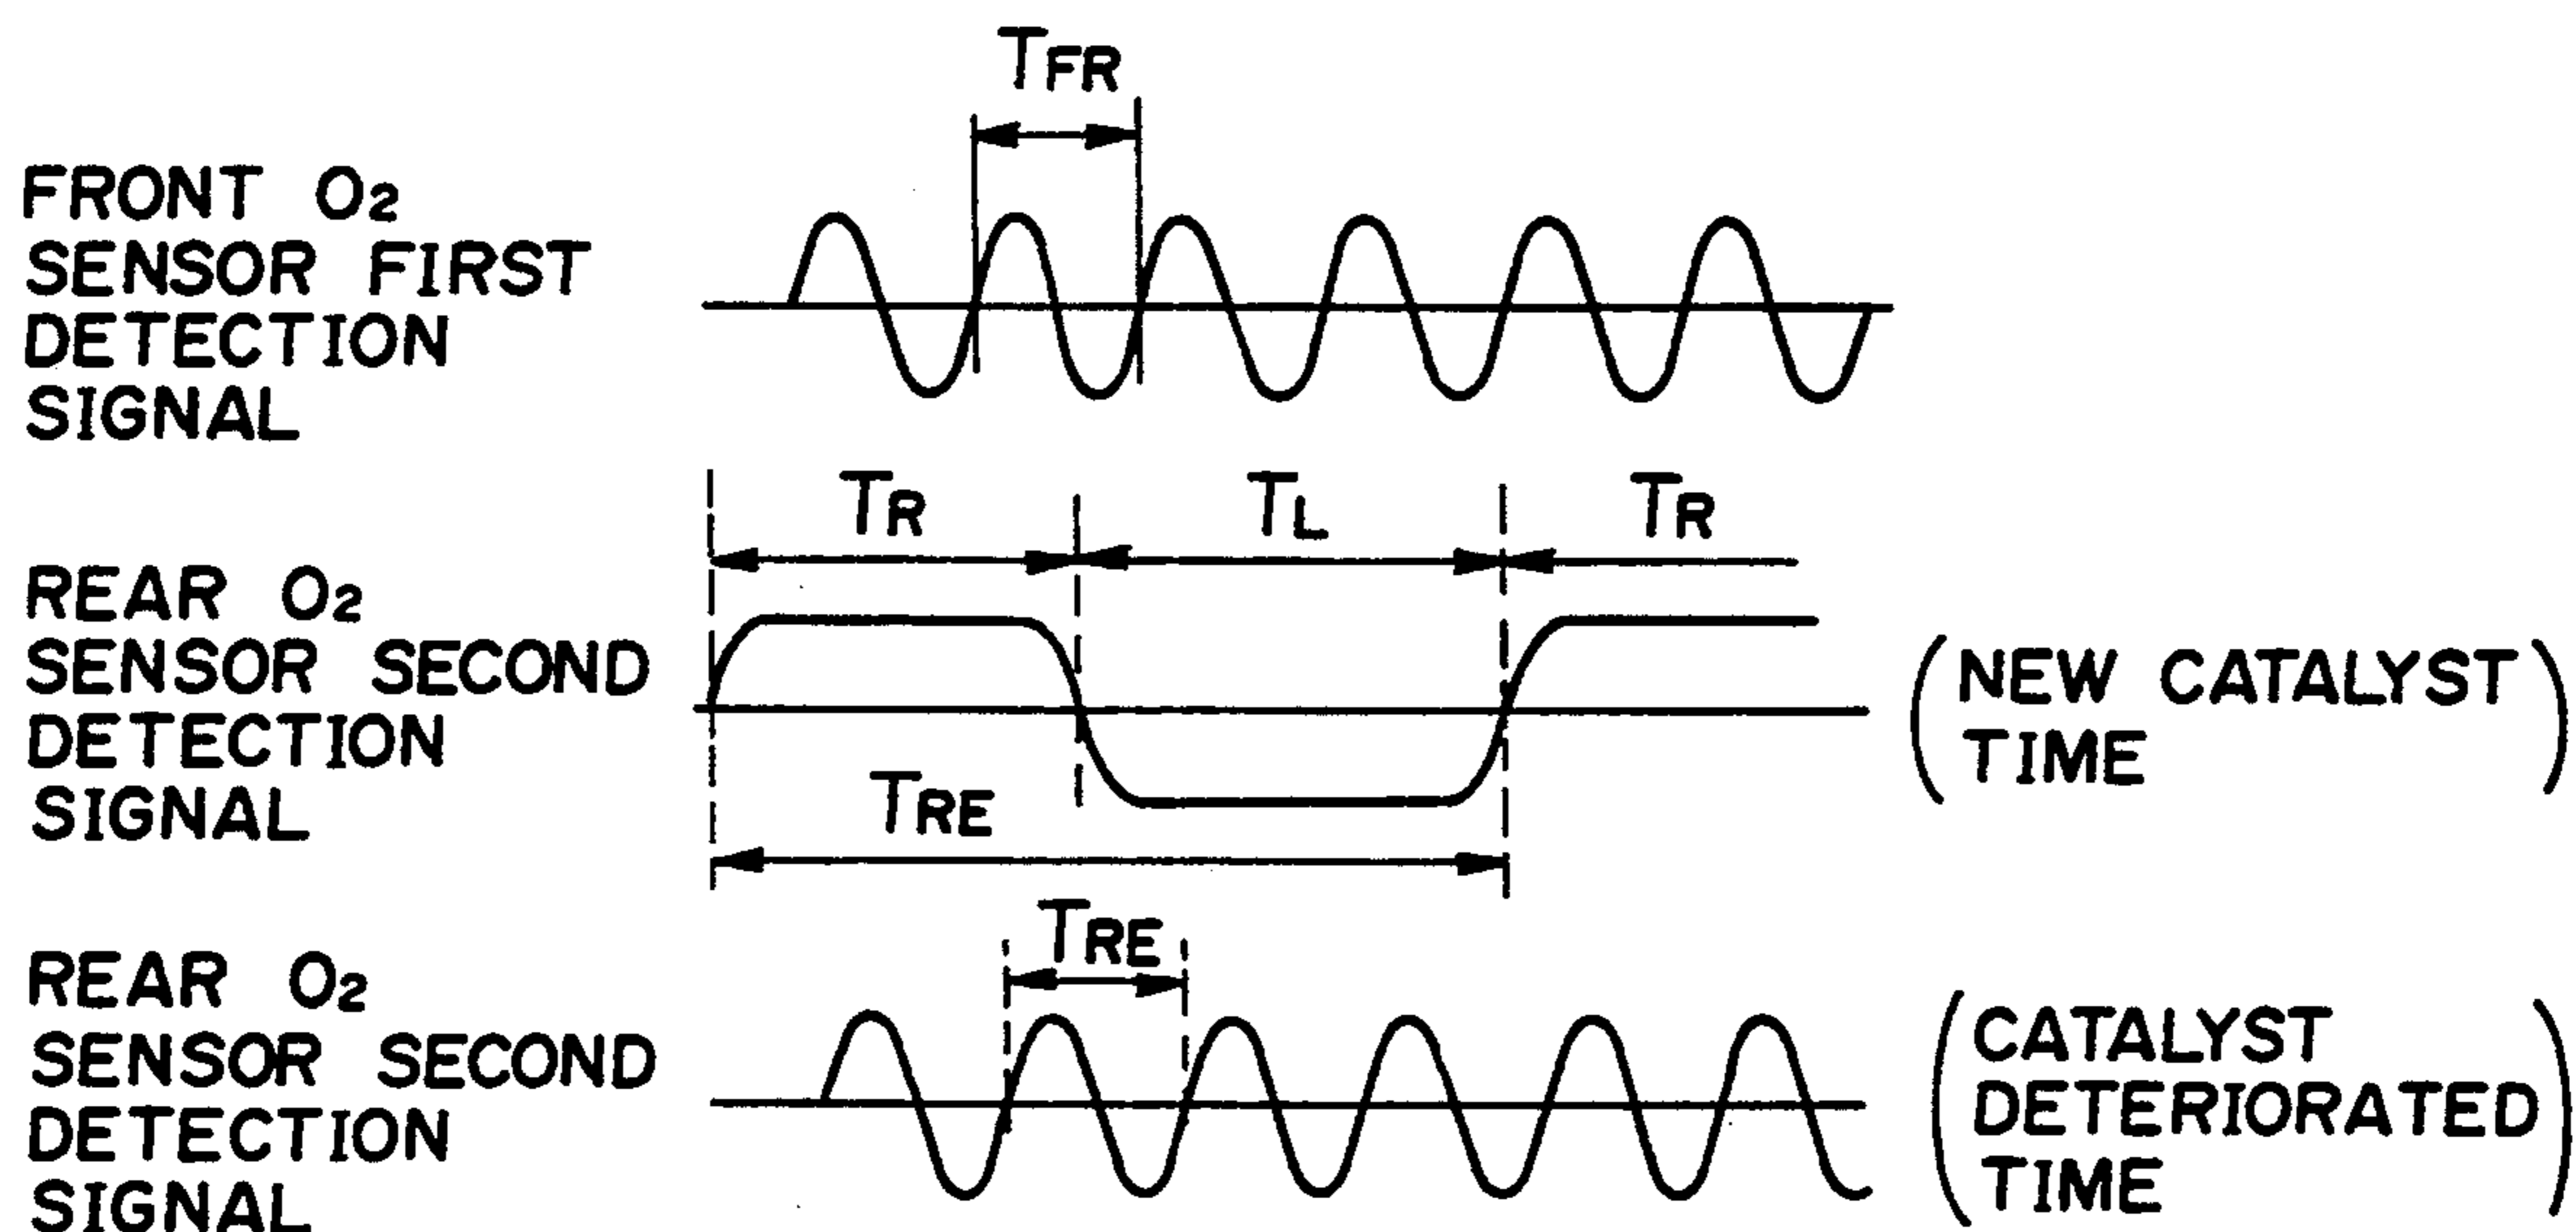 TFR
FRONT O2
SENSOR FIRST
DETECTION
SIGNAL
TR TL TR
REAR O2
SENSOR SECOND
DETECTION
SIGNAL
(NEW CATALYST
TIME)
TRE
TRE
REAR O2
SENSOR SECOND
DETECTION
SIGNAL
(CATALYST
DETERIORATED
TIME)